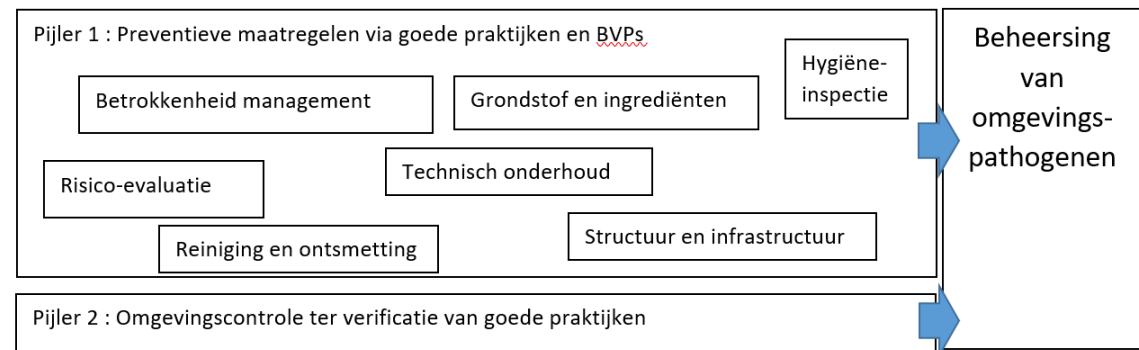 Pijler 1 : Preventieve maatregelen via goede praktijken en BVPs
Betrokkenheid management
Grondstof en ingrediënten
Hygiëne-
inspectie
Risico-evaluatie
Technisch onderhoud
Reiniging en ontsmetting
Structuur en infrastructuur
Pijler 2 : Omgevingscontrole ter verificatie van goede praktijken
Beheersing
van
omgevings-
pathogenen